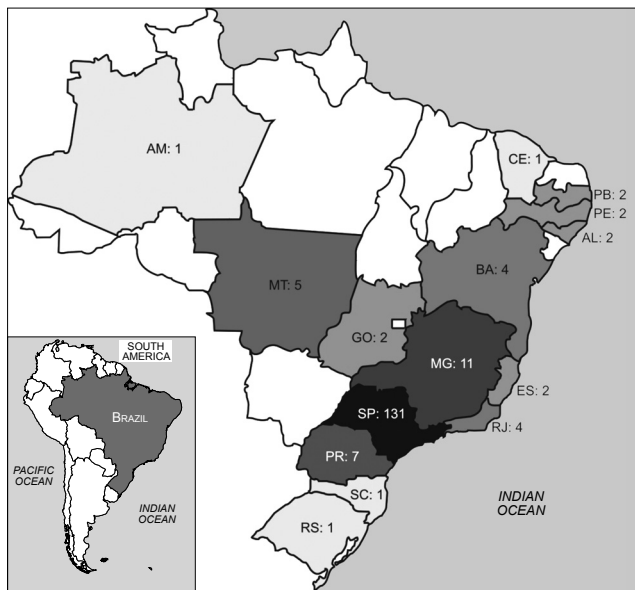 AM: 1
CE: 1
PB: 2
PE: 2
AL: 2
MT: 5
BA: 4
GO: 2
MG: 11
ES: 2
SP: 131
RJ: 4
PR: 7
SC: 1
RS: 1
INDIAN
OCEAN
SOUTH
AMERICA
BRAZIL
PACIFIC
OCEAN
INDIAN
OCEAN